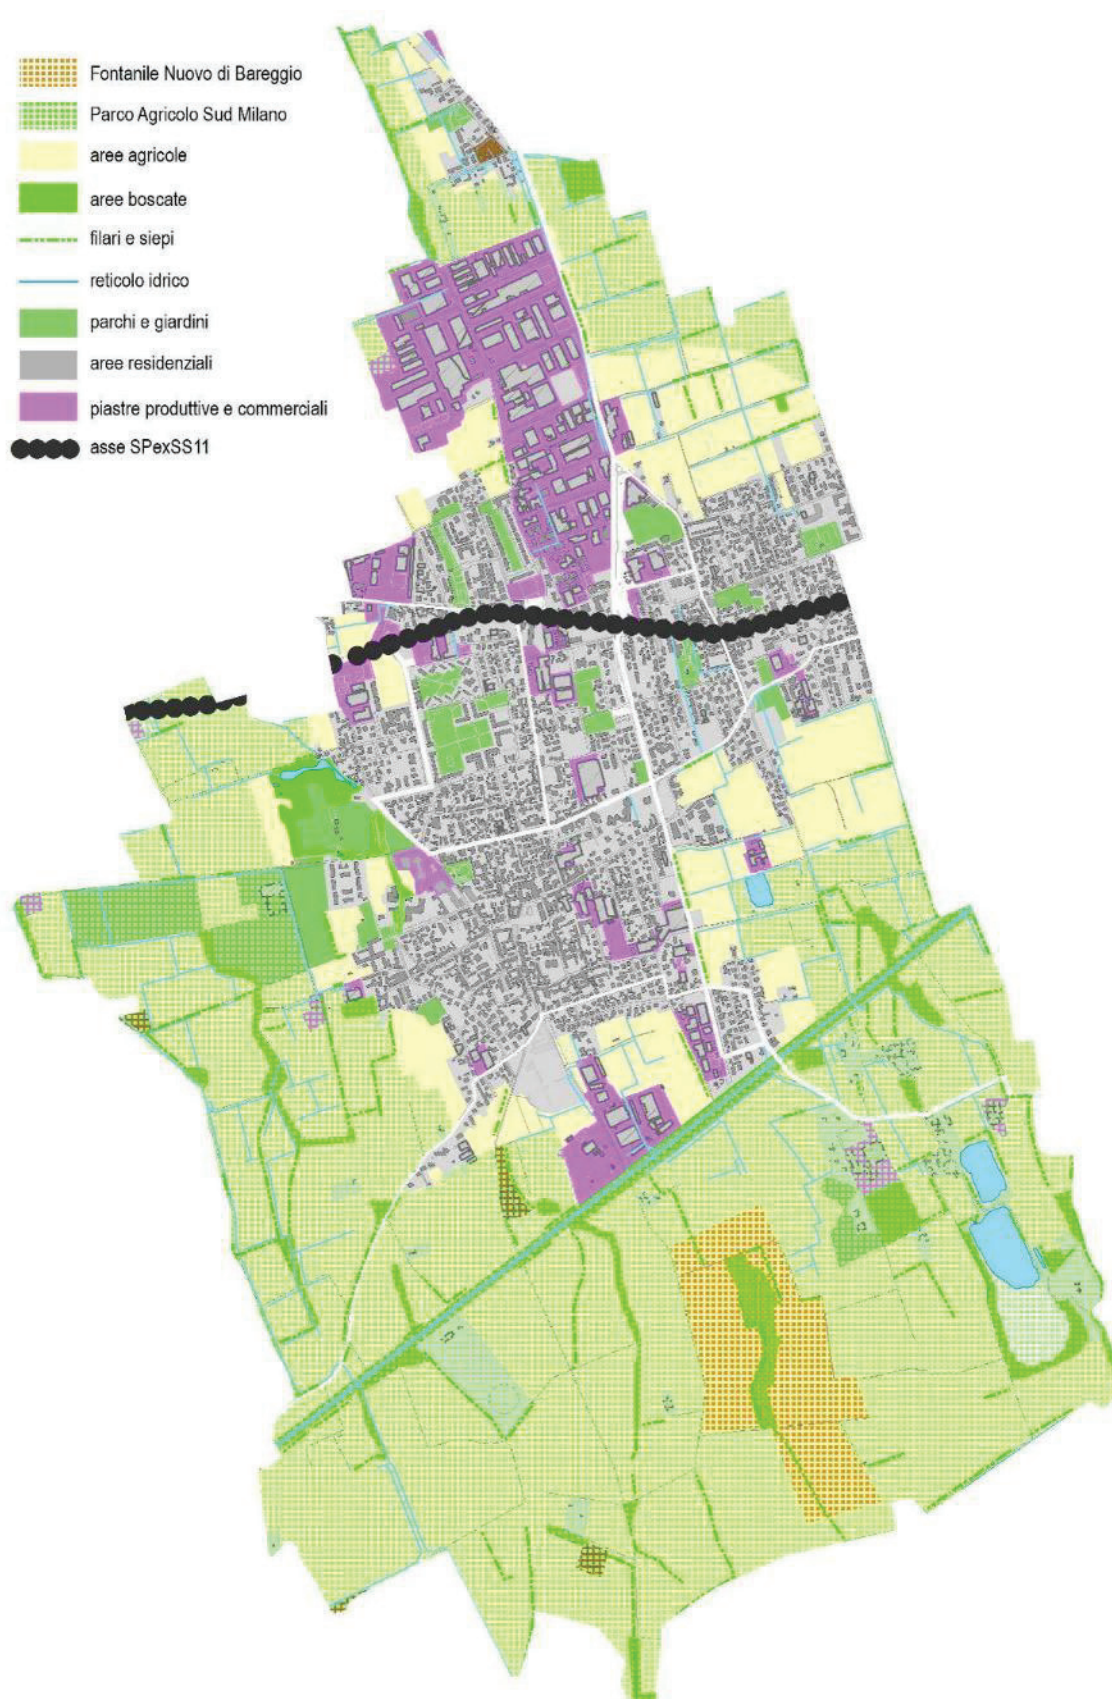 Fontanile Nuovo di Bareggio
Parco Agricolo Sud Milano
aree agricole
aree boscate
filari e siepi
reticolo idrico
parchi e giardini
aree residenziali
piastre produttive e commerciali
asse SPexSS11